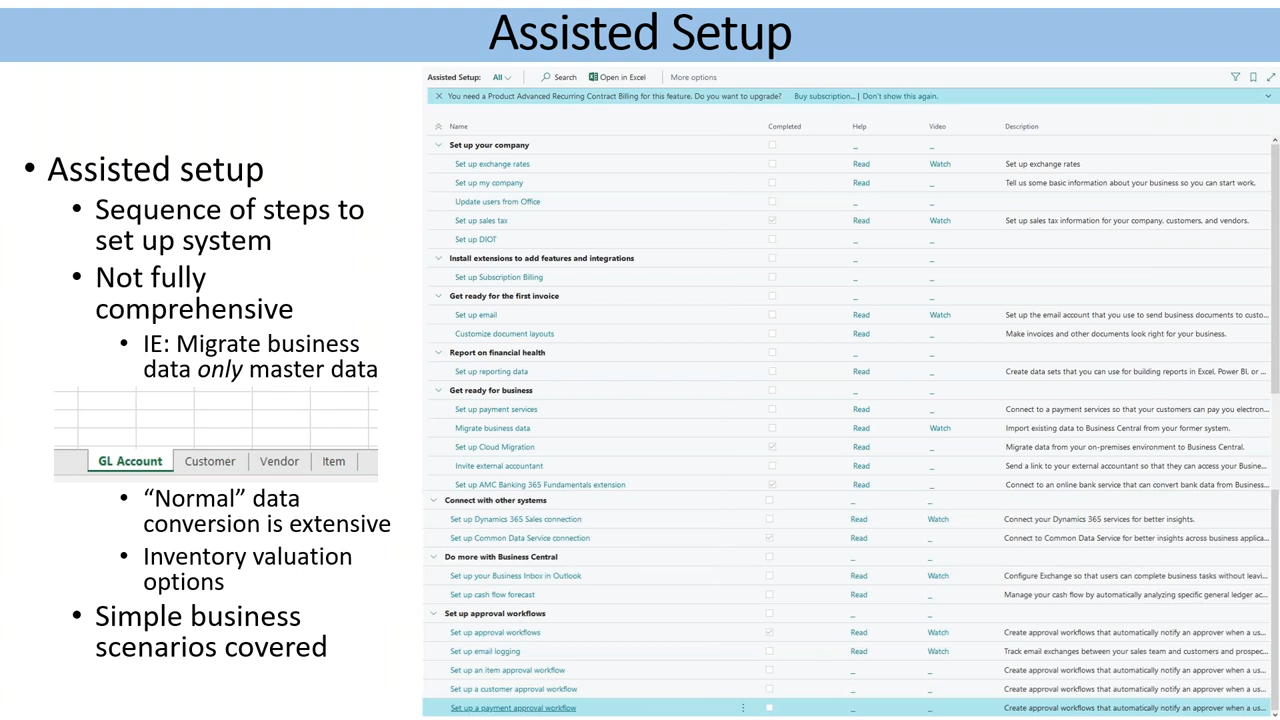 Assisted Setup
• Assisted setup
• Sequence of steps to
set up system
• Not fully
comprehensive
• IE: Migrate business
data only master data
GL Account Customer Vendor Item
• “Normal” data
conversion is extensive
• Inventory valuation
options
• Simple business
scenarios covered
Assisted Setup: All Search Open in Excel More options
You need a Product Advanced Recurring Contract Billing for this feature. Do you want to upgrade? Buy subscription... | Don't show this again.
Name Completed Help Video Description
Set up your company _ _
Set up exchange rates Read Watch Set up exchange rates
Set up my company Read _ Tell us some basic information about your business so you can start work.
Update users from Office _ _
Set up sales tax Read Watch Set up sales tax information for your company, customers, and vendors.
Set up DIOT _ _
Install extensions to add features and integrations _ _
Set up Subscription Billing _ _
Get ready for the first invoice _ _
Set up email Read Watch Set up the email account that you use to send business documents to custo...
Customize document layouts Read _ Make invoices and other documents look right for your business.
Report on financial health _ _
Set up reporting data Read _ Create data sets that you can use for building reports in Excel, Power BI, or ...
Get ready for business _ _
Set up payment services Read _ Connect to a payment services so that your customers can pay you electron...
Migrate business data Read Watch Import existing data to Business Central from your former system.
Set up Cloud Migration Read _ Migrate data from your on-premises environment to Business Central.
Invite external accountant Read _ Send a link to your external accountant so that they can access your Busine...
Set up AMC Banking 365 Fundamentals extension Read _ Connect to an online bank service that can convert bank data from Business...
Connect with other systems _ _
Set up Dynamics 365 Sales connection Read Watch Connect your Dynamics 365 services for better insights.
Set up Common Data Service connection Read _ Connect to Common Data Service for better insights across business applica...
Do more with Business Central _ _
Set up your Business Inbox in Outlook Read Watch Configure Exchange so that users can complete business tasks without leavi...
Set up cash flow forecast Read _ Manage your cash flow by automatically analyzing specific general ledger ac...
Set up approval workflows _ _
Set up approval workflows Read Watch Create approval workflows that automatically notify an approver when a us...
Set up email logging Read Watch Track email exchanges between your sales team and customers and prospec...
Set up an item approval workflow _ _ Create approval workflows that automatically notify an approver when a us...
Set up a customer approval workflow _ _ Create approval workflows that automatically notify an approver when a us...
Set up a payment approval workflow _ _ Create approval workflows that automatically notify an approver when a us...